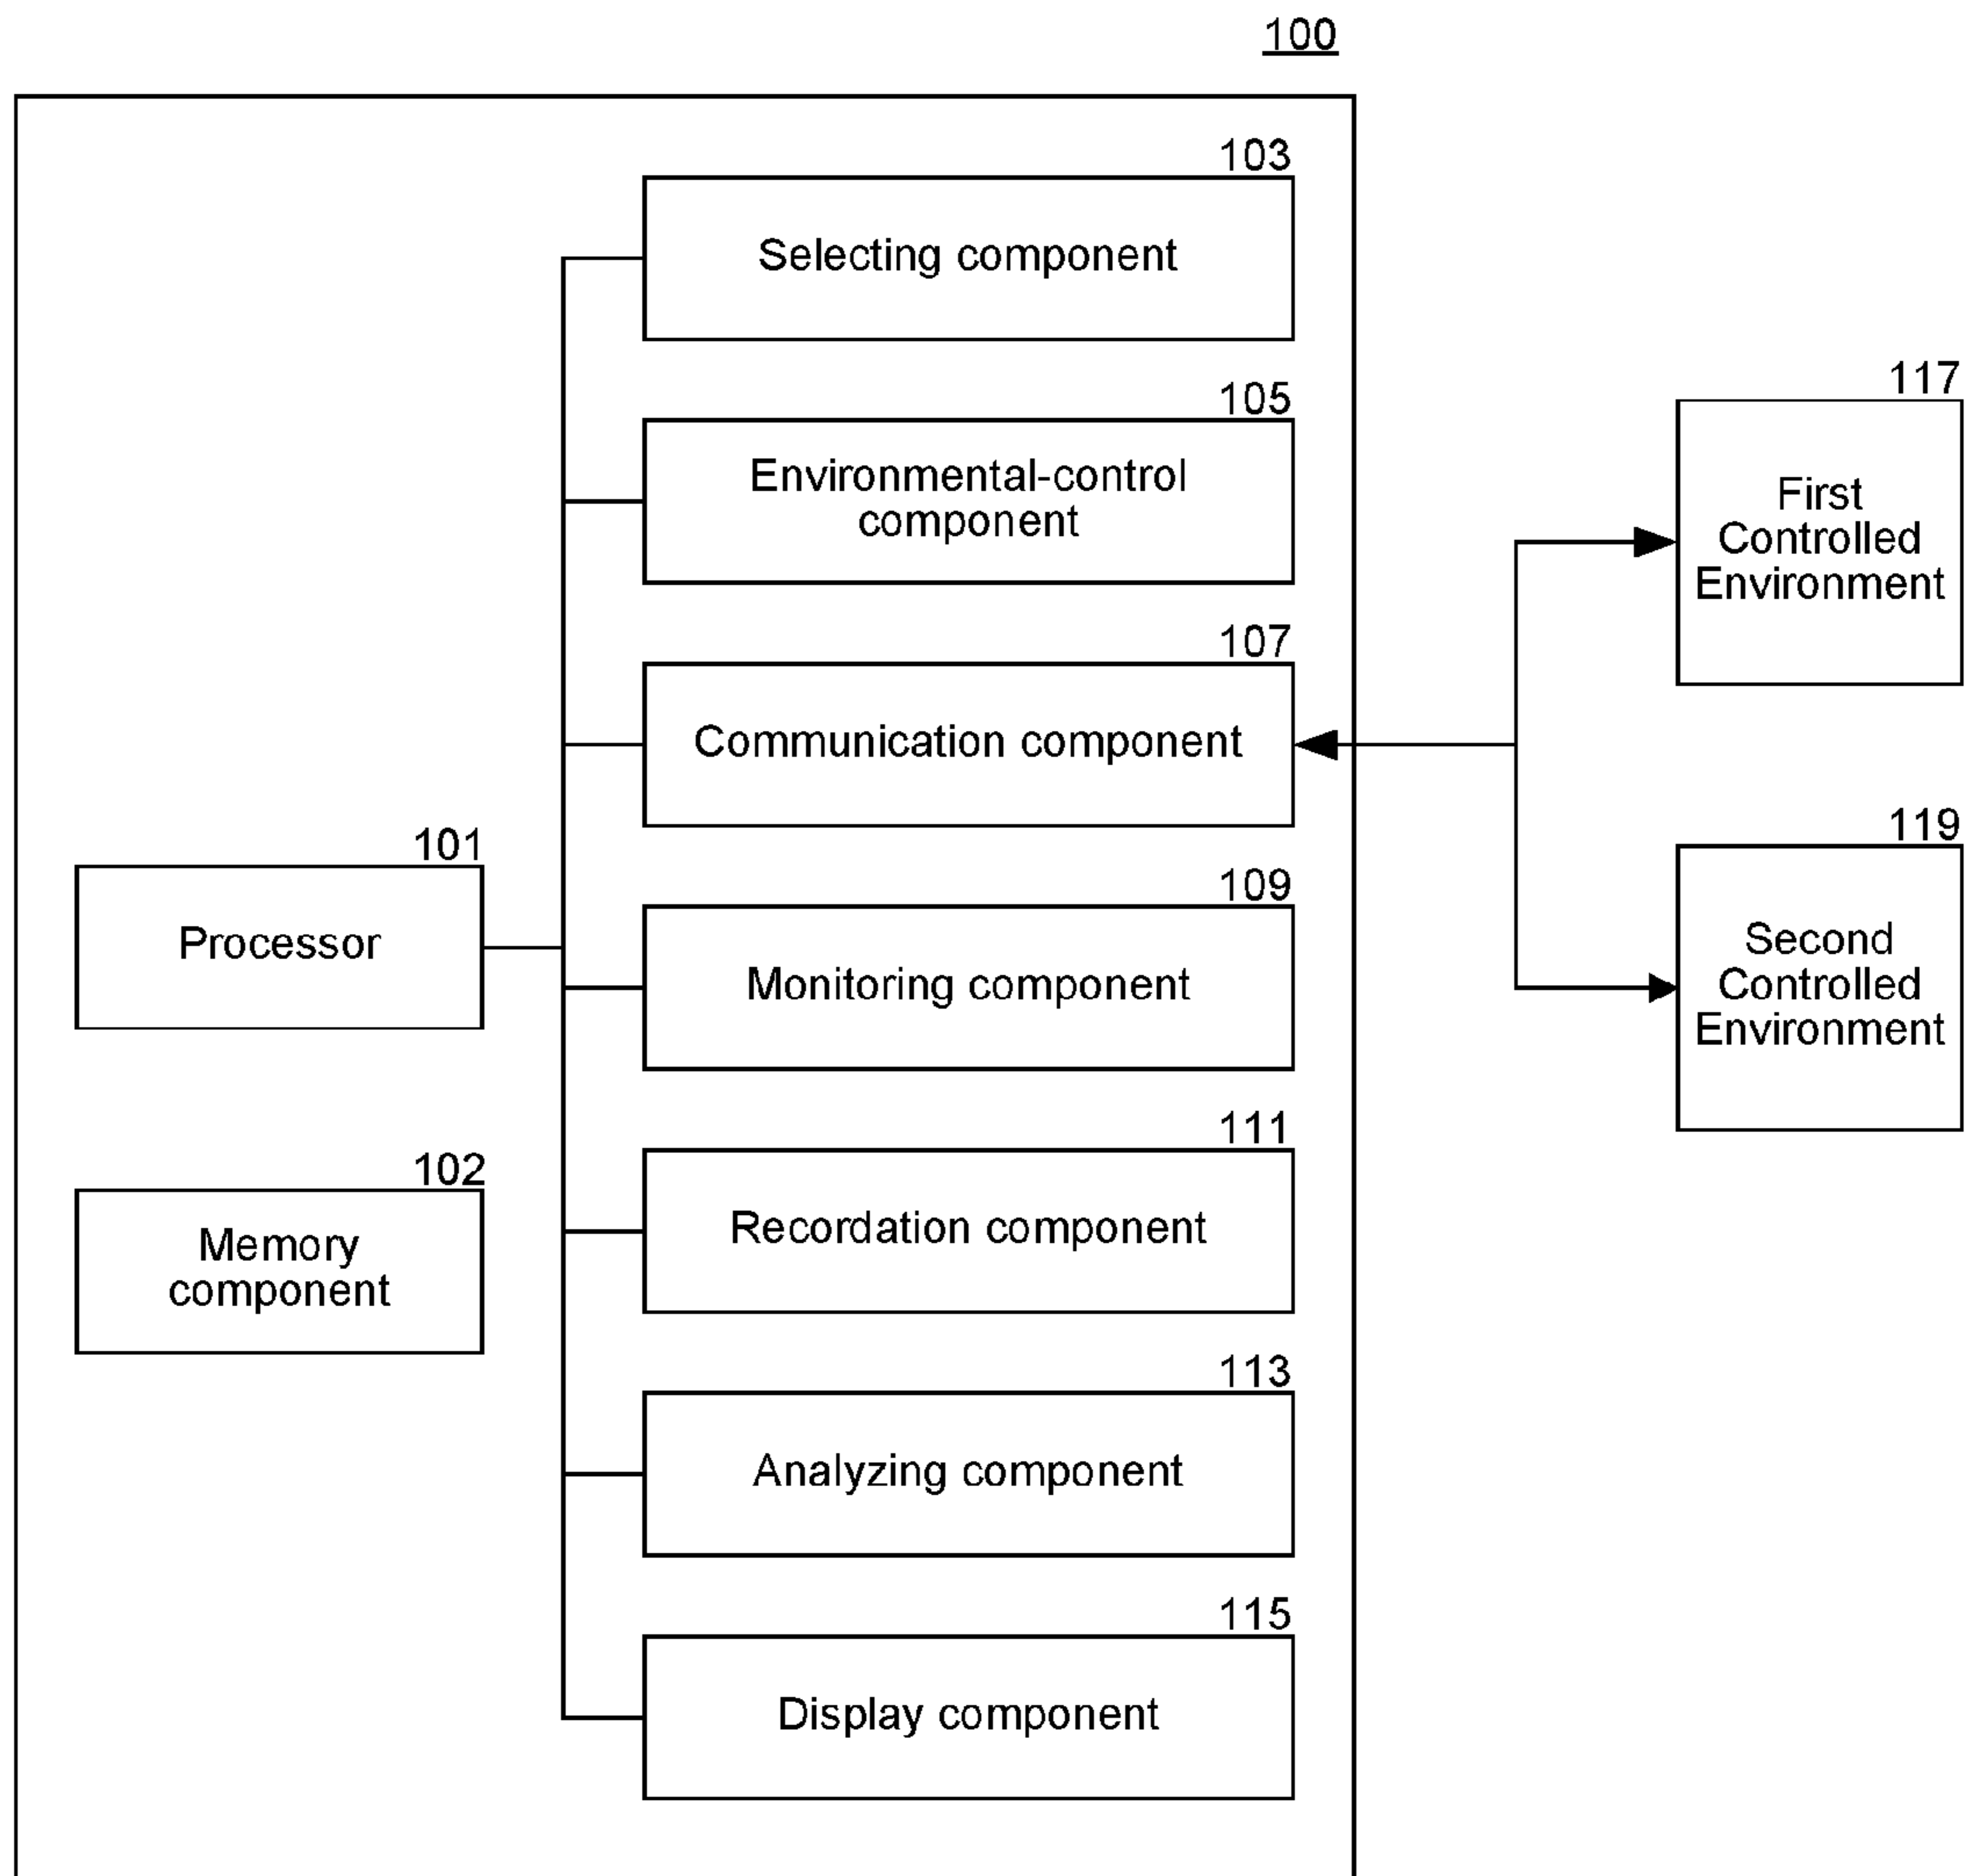 100
103
Selecting component
105
Environmental-control
component
107
Communication component
117
First
Controlled
Environment
101
Processor
109
Monitoring component
119
Second
Controlled
Environment
102
Memory
component
111
Recordation component
113
Analyzing component
115
Display component